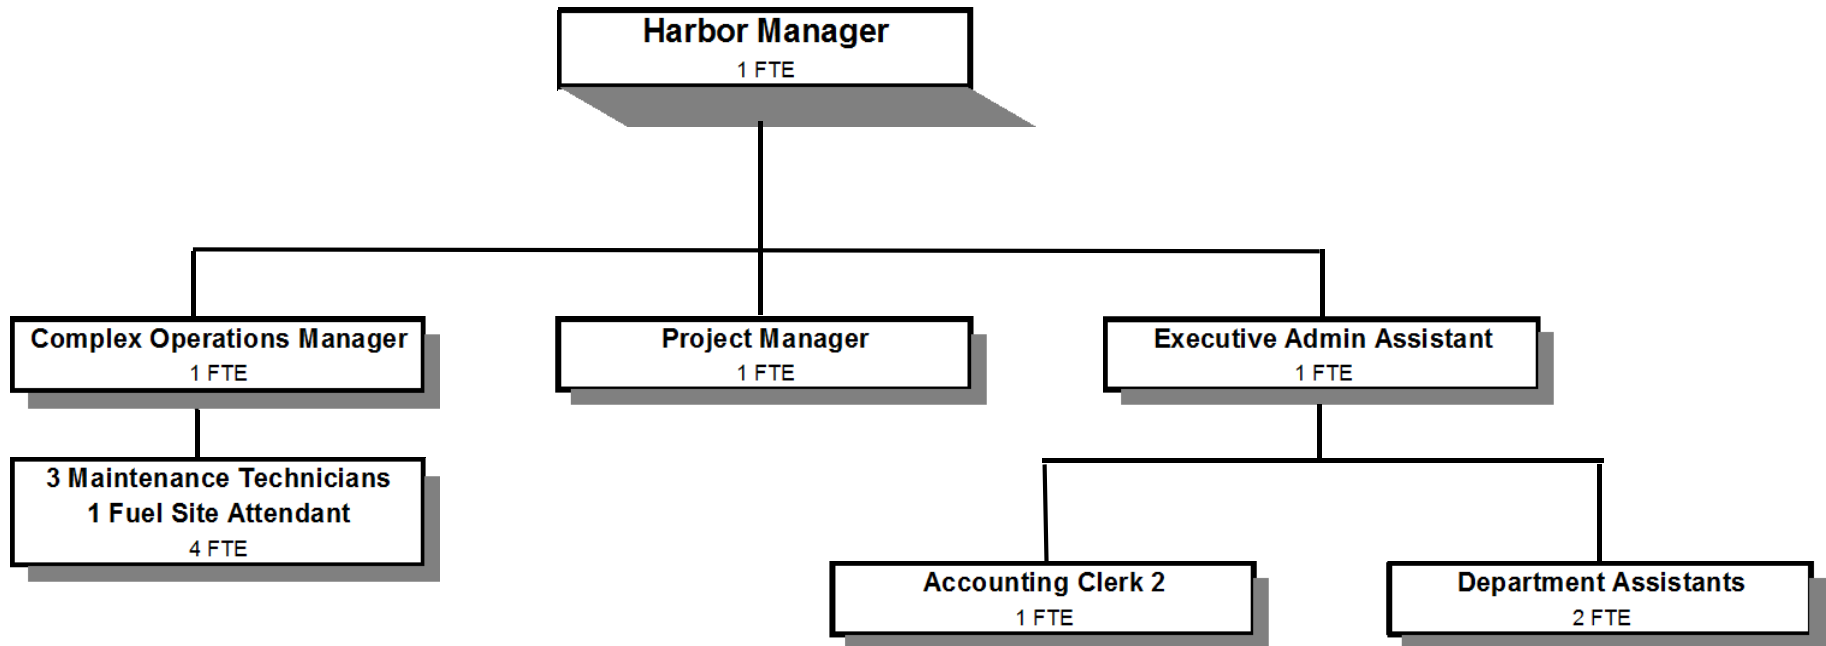 Harbor Manager
1 FTE
Complex Operations Manager
1 FTE
Project Manager
1 FTE
Executive Admin Assistant
1 FTE
3 Maintenance Technicians
1 Fuel Site Attendant
4 FTE
Accounting Clerk 2
1 FTE
Department Assistants
2 FTE